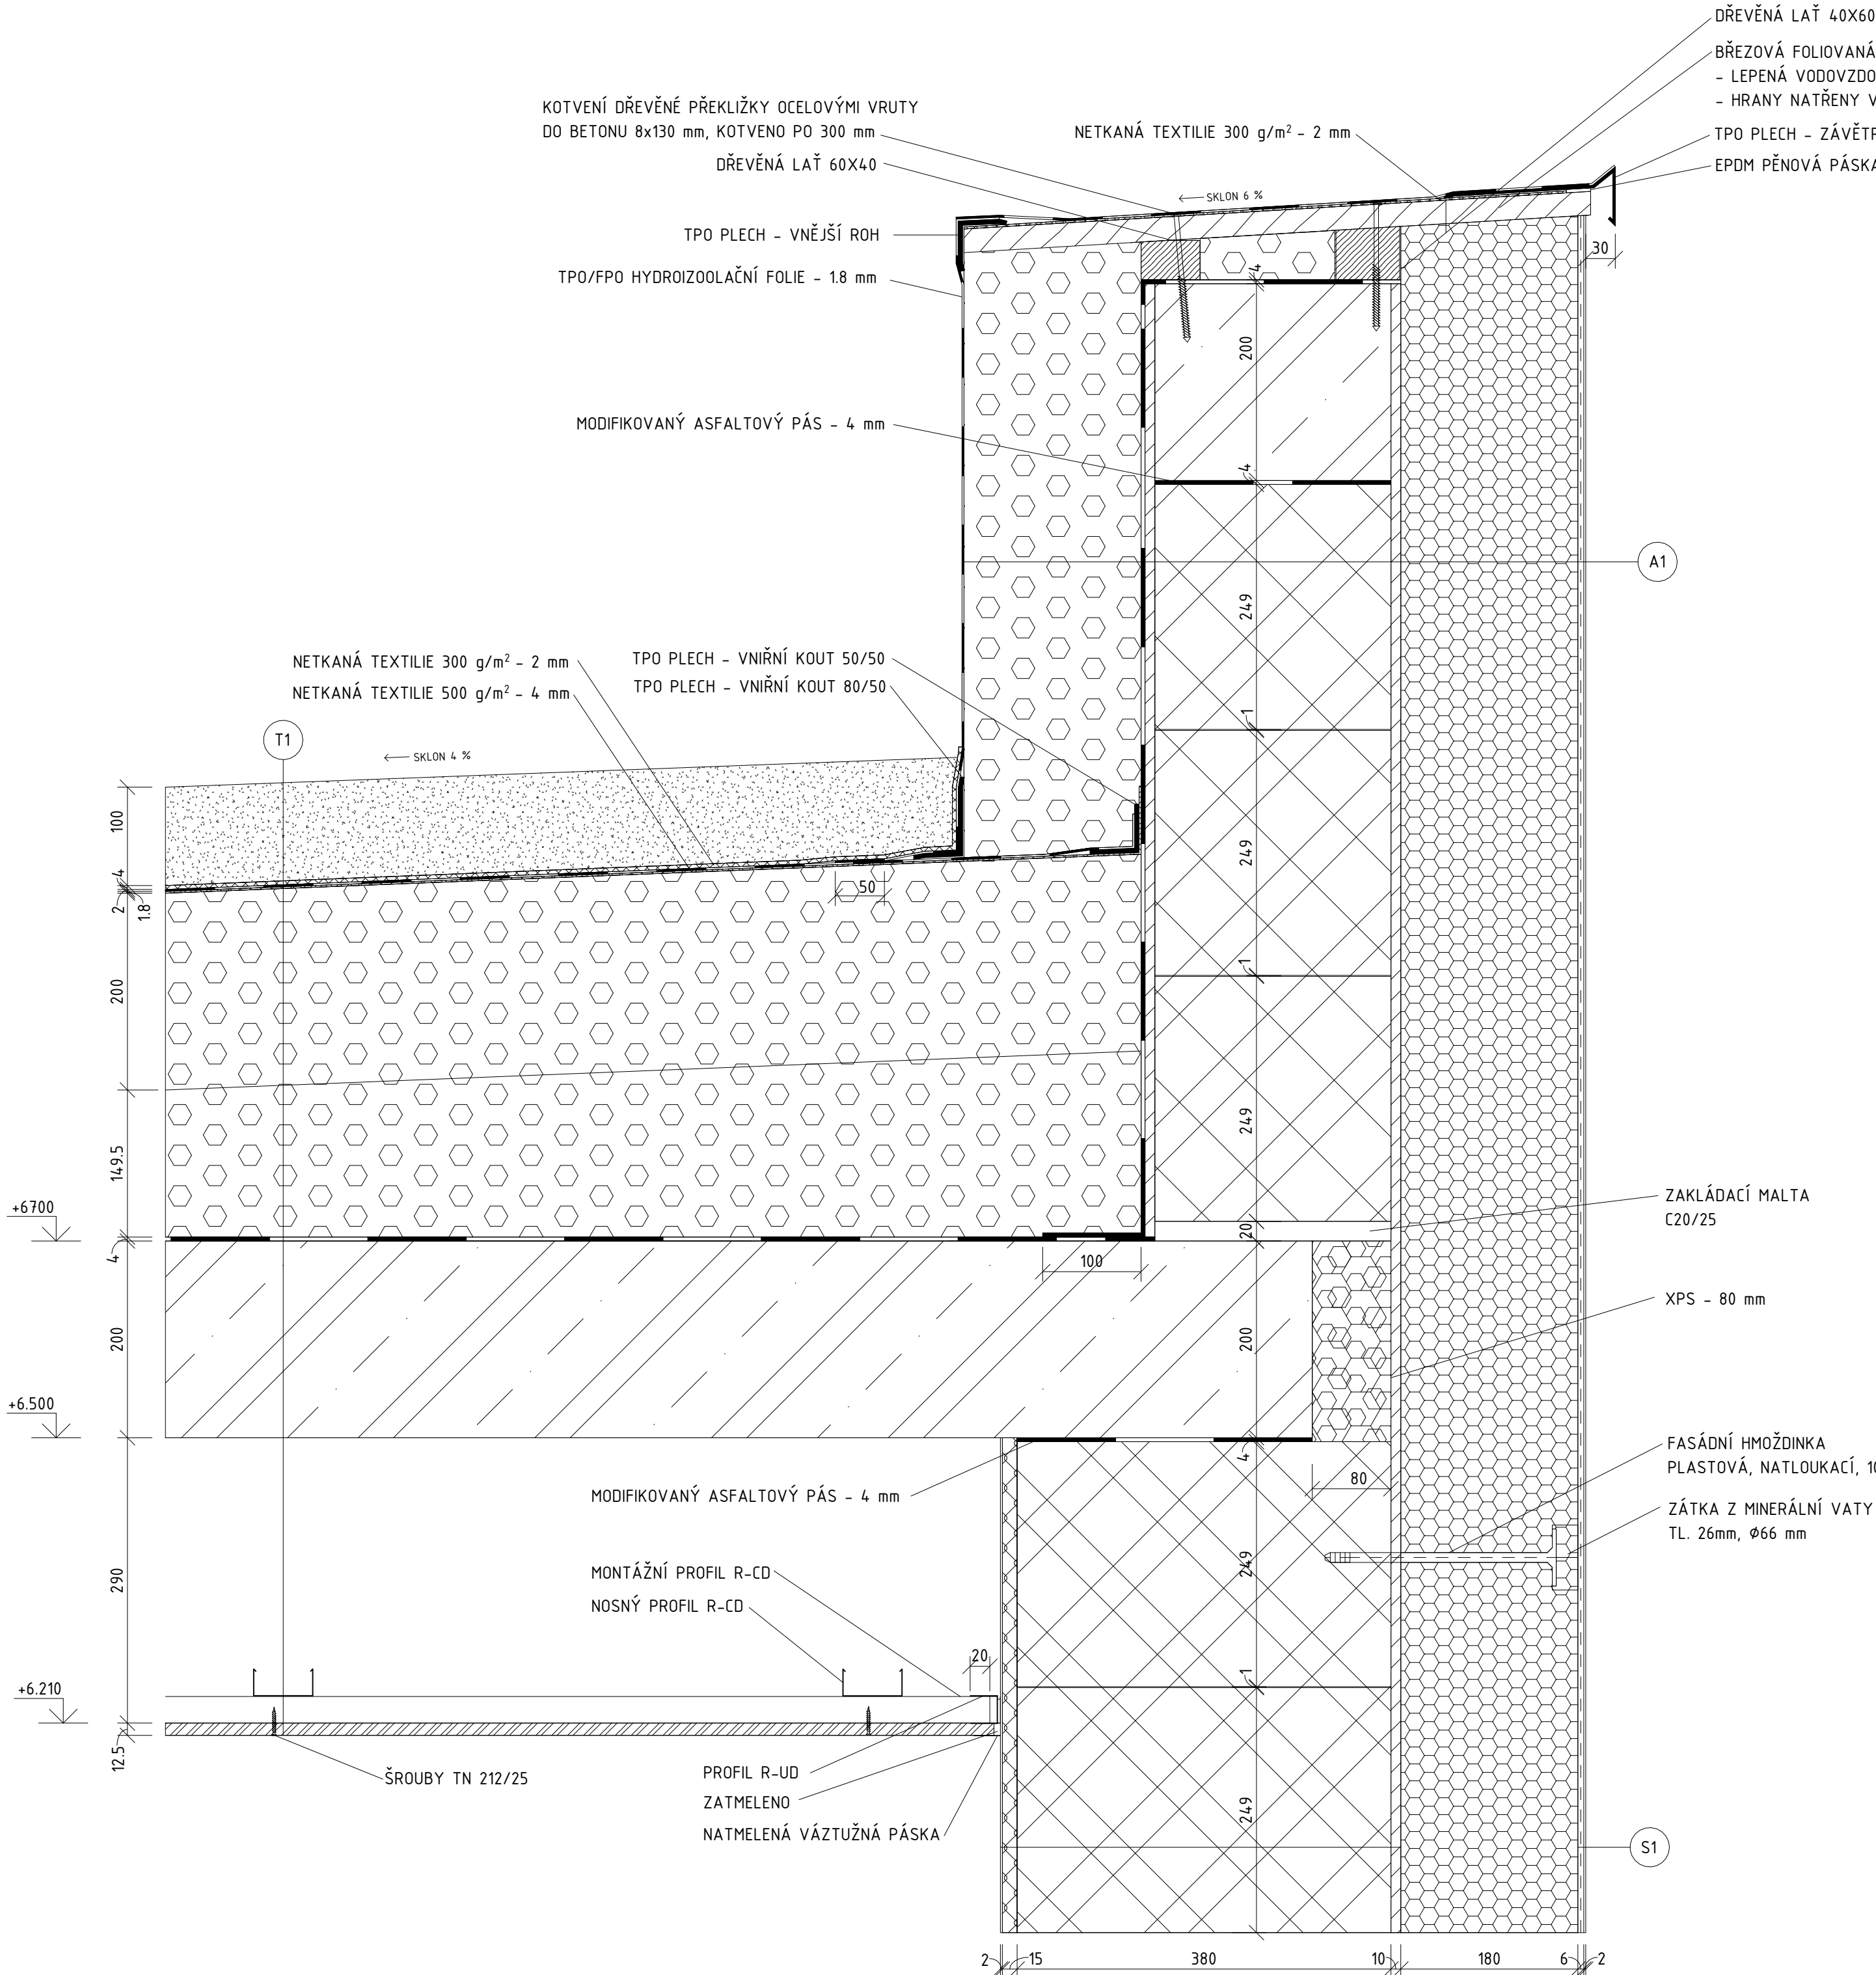 DŘEVĚNÁ LAŤ 40X60
BŘEZOVÁ FOLIOVANÁ
- LEPENÁ VODOVZDO
- HRANY NATŘENY V
TPO PLECH - ZÁVĚTR
EPDM PĚNOVÁ PÁSKA
KOTVENÍ DŘEVĚNÉ PŘEKLIŽKY OCELOVÝMI VRUTY
DO BETONU 8x130 mm, KOTVENO PO 300 mm
DŘEVĚNÁ LAŤ 60X40
NETKANÁ TEXTILIE 300 g/m² - 2 mm
← SKLON 6 %
TPO PLECH - VNĚJŠÍ ROH
TPO/FPO HYDROIZOOLAČNÍ FOLIE - 1.8 mm
30
4
200
MODIFIKOVANÝ ASFALTOVÝ PÁS - 4 mm
4
A1
249
NETKANÁ TEXTILIE 300 g/m² - 2 mm
NETKANÁ TEXTILIE 500 g/m² - 4 mm
TPO PLECH - VNIŘNÍ KOUT 50/50
TPO PLECH - VNIŘNÍ KOUT 80/50
1
T1
← SKLON 4 %
100
249
4
2
1.8
50
1
200
249
149.5
ZAKLÁDACÍ MALTA
C20/25
+6700
20
4
100
XPS - 80 mm
200
200
+6.500
FASÁDNÍ HMOŽDINKA
PLASTOVÁ, NATLOUKACÍ, 10
4
80
MODIFIKOVANÝ ASFALTOVÝ PÁS - 4 mm
ZÁTKA Z MINERÁLNÍ VATY
TL. 26mm, ϕ66 mm
249
290
MONTÁŽNÍ PROFIL R-CD
NOSNÝ PROFIL R-CD
20
1
+6.210
12.5
ŠROUBY TN 212/25
PROFIL R-UD
ZATMELENO
NATMELENÁ VÁZTUŽNÁ PÁSKA
249
S1
2 15 380 10 180 6 2